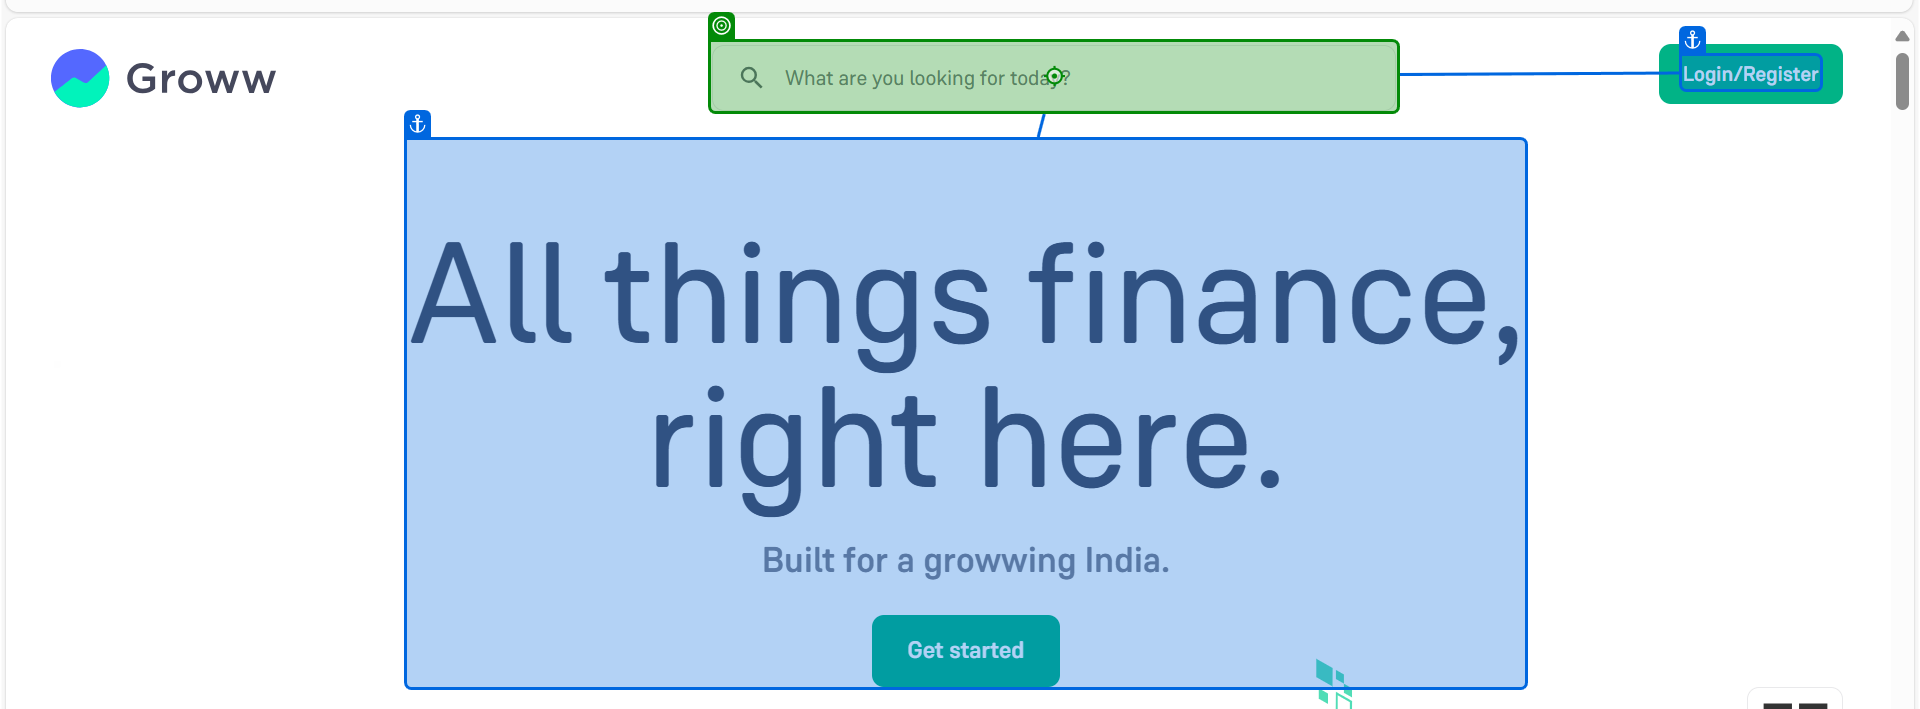 Groww
What are you looking for today?
Login/Register
All things finance,
right here.
Built for a growwing India.
Get started